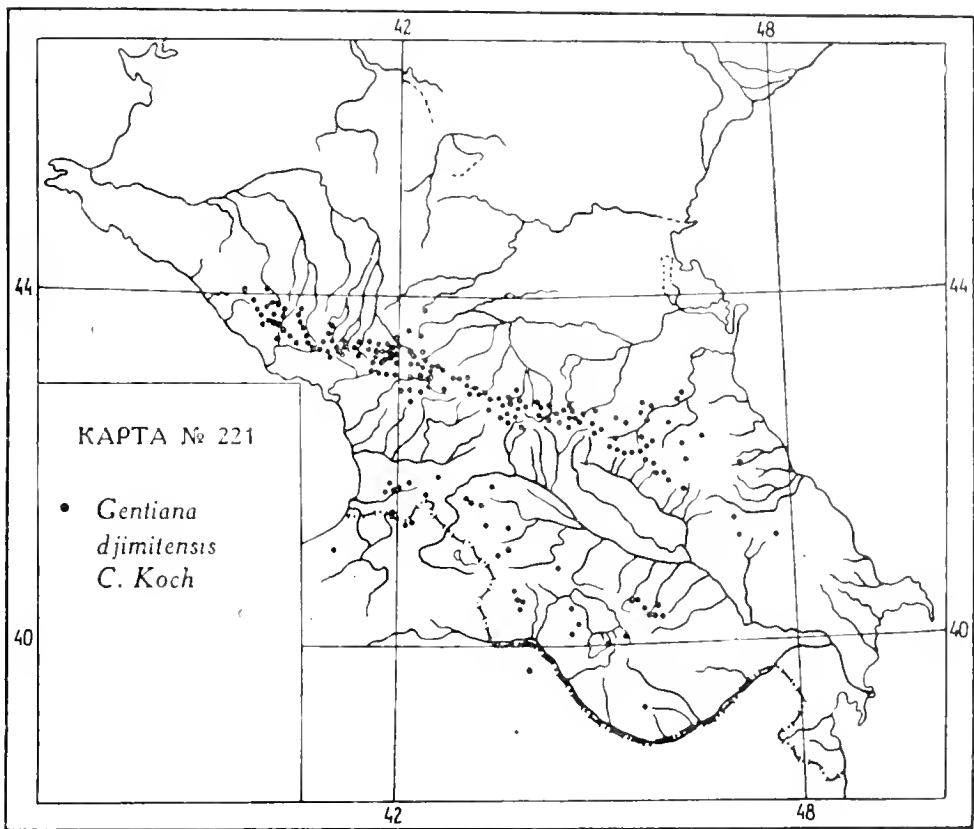 42 48
44 44
КАРТА № 221
Gentiana
djimitensis
C. Koch
40 40
42 48